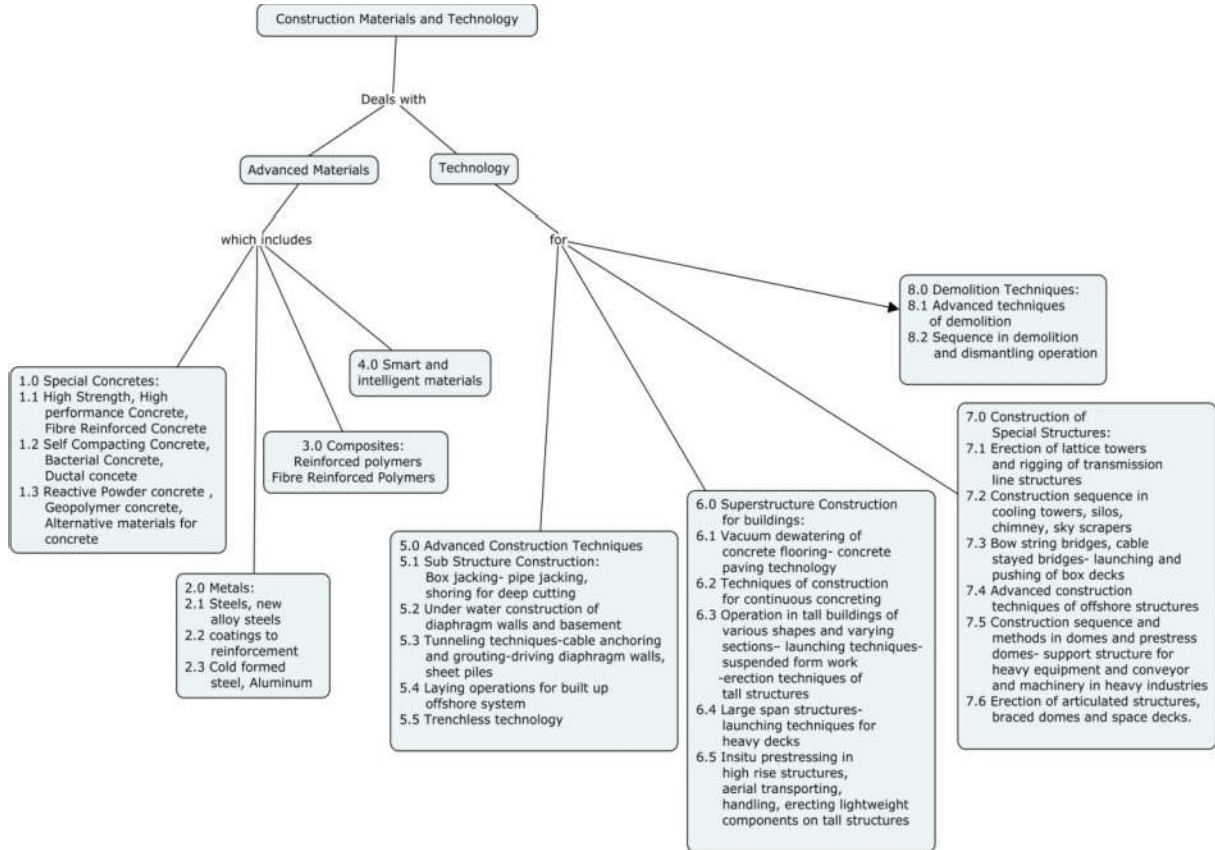 Construction Materials and Technology
Deals with
Advanced Materials
Technology
which includes
for
1.0 Special Concretes:
1.1 High Strength, High
performance Concrete,
Fibre Reinforced Concrete
1.2 Self Compacting Concrete,
Bacterial Concrete,
Ductal concete
1.3 Reactive Powder concrete ,
Geopolymer concrete,
Alternative materials for
concrete
2.0 Metals:
2.1 Steels, new
alloy steels
2.2 coatings to
reinforcement
2.3 Cold formed
steel, Aluminum
3.0 Composites:
Reinforced polymers
Fibre Reinforced Polymers
4.0 Smart and
intelligent materials
5.0 Advanced Construction Techniques
5.1 Sub Structure Construction:
Box jacking- pipe jacking,
shoring for deep cutting
5.2 Under water construction of
diaphragm walls and basement
5.3 Tunneling techniques-cable anchoring
and grouting-driving diaphragm walls,
sheet piles
5.4 Laying operations for built up
offshore system
5.5 Trenchless technology
6.0 Superstructure Construction
for buildings:
6.1 Vacuum dewatering of
concrete flooring- concrete
paving technology
6.2 Techniques of construction
for continuous concreting
6.3 Operation in tall buildings of
various shapes and varying
sections– launching techniques-
suspended form work
-erection techniques of
tall structures
6.4 Large span structures-
launching techniques for
heavy decks
6.5 Insitu prestressing in
high rise structures,
aerial transporting,
handling, erecting lightweight
components on tall structures
7.0 Construction of
Special Structures:
7.1 Erection of lattice towers
and rigging of transmission
line structures
7.2 Construction sequence in
cooling towers, silos,
chimney, sky scrapers
7.3 Bow string bridges, cable
stayed bridges- launching and
pushing of box decks
7.4 Advanced construction
techniques of offshore structures
7.5 Construction sequence and
methods in domes and prestress
domes- support structure for
heavy equipment and conveyor
and machinery in heavy industries
7.6 Erection of articulated structures,
braced domes and space decks.
8.0 Demolition Techniques:
8.1 Advanced techniques
of demolition
8.2 Sequence in demolition
and dismantling operation